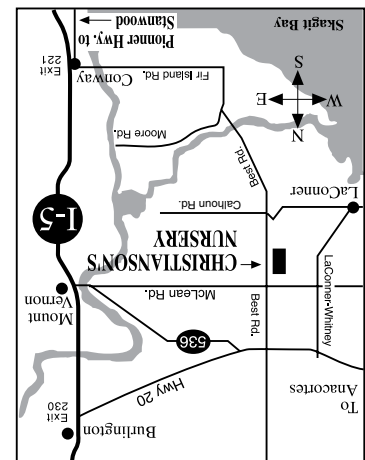 To
Anacortes
Hwy 20
Burlington
Exit
230
536
Best Rd.
LaConner-Whitney
McLean Rd.
Mount
Vernon
CHRISTIANSON'S
NURSERY
I-5
LaConner
Calhoun Rd.
Best Rd.
N
W
E
S
Moore Rd.
Fir Island Rd.
Conway
Exit
221
Pionner Hwy. to
Stanwood
Skagit Bay